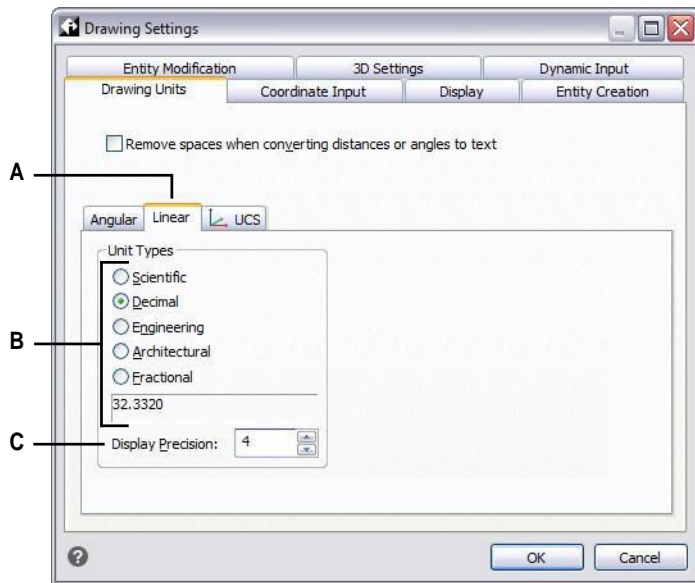 Drawing Settings
Entity Modification 3D Settings Dynamic Input
Drawing Units Coordinate Input Display Entity Creation
Remove spaces when converting distances or angles to text
A
Angular Linear UCS
Unit Types
Scientific
Decimal
Engineering
B
Architectural
Fractional
32.3320
C
Display Precision: 4
? OK Cancel